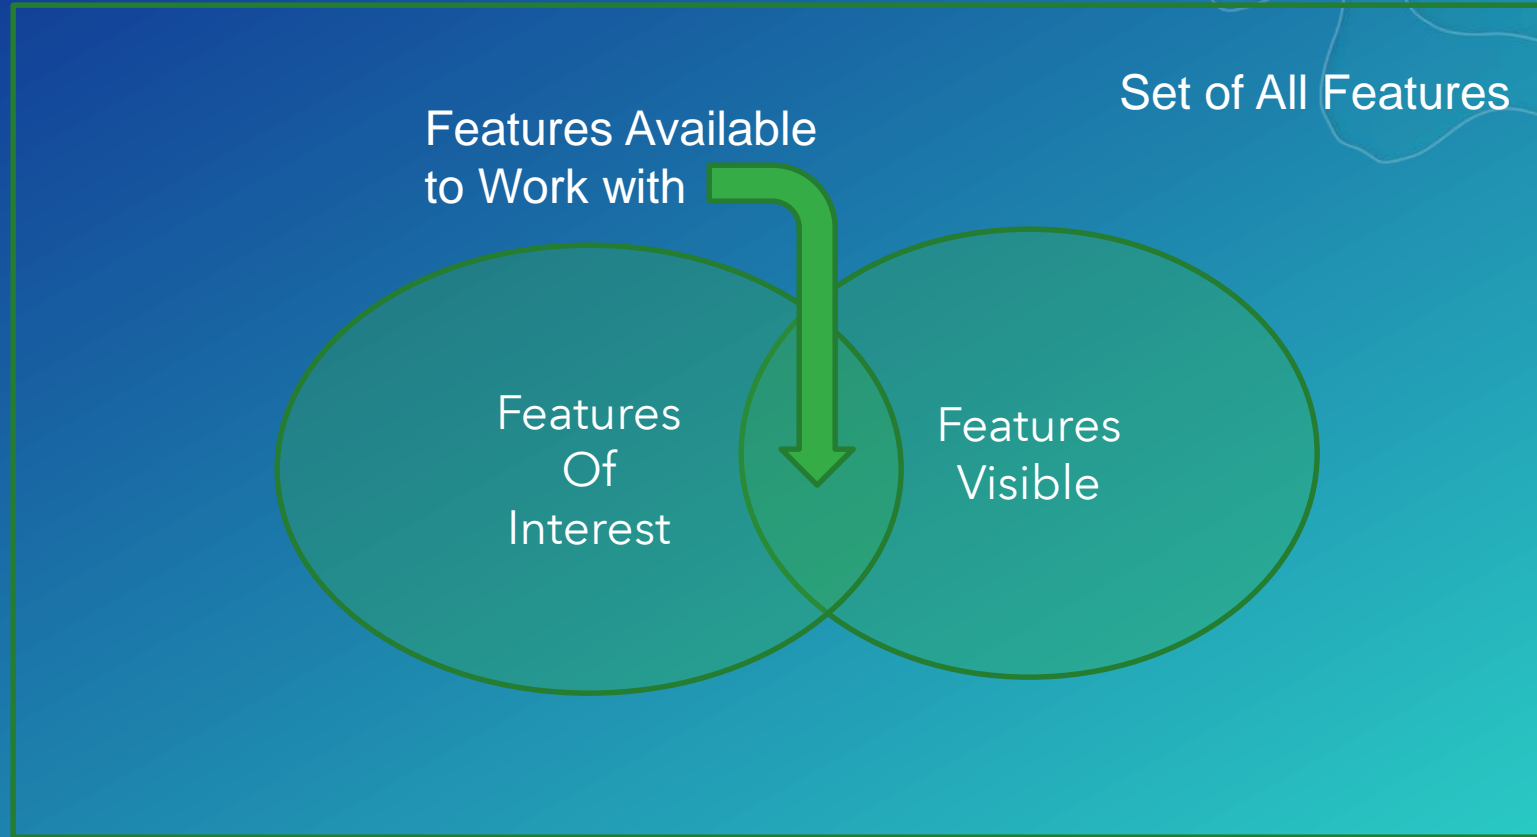 Set of All Features
Features Available
to Work with
Features
Of
Interest
Features
Visible